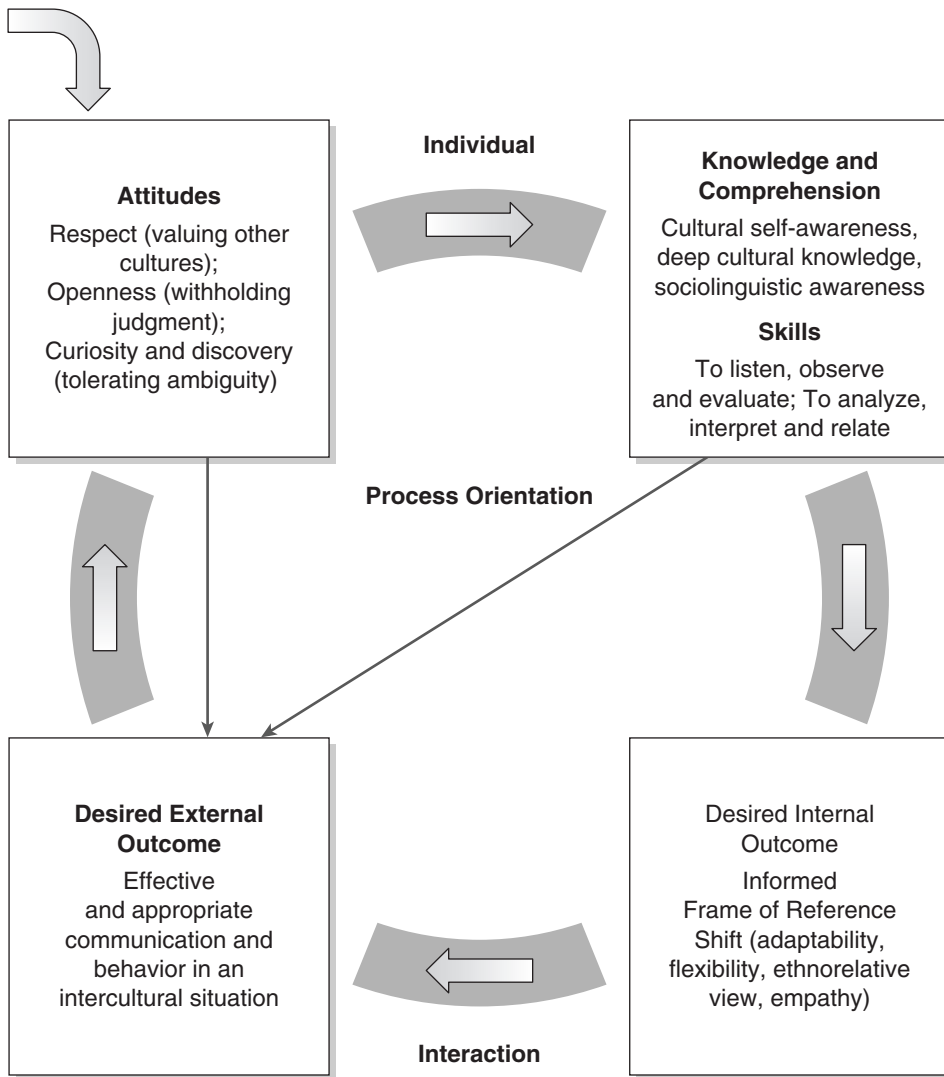 Individual
Attitudes
Respect (valuing other
cultures);
Openness (withholding
judgment);
Curiosity and discovery
(tolerating ambiguity)
Knowledge and
Comprehension
Cultural self-awareness,
deep cultural knowledge,
sociolinguistic awareness
Skills
To listen, observe
and evaluate; To analyze,
interpret and relate
Process Orientation
Desired External
Outcome
Effective
and appropriate
communication and
behavior in an
intercultural situation
Desired Internal
Outcome
Informed
Frame of Reference
Shift (adaptability,
flexibility, ethnorelative
view, empathy)
Interaction